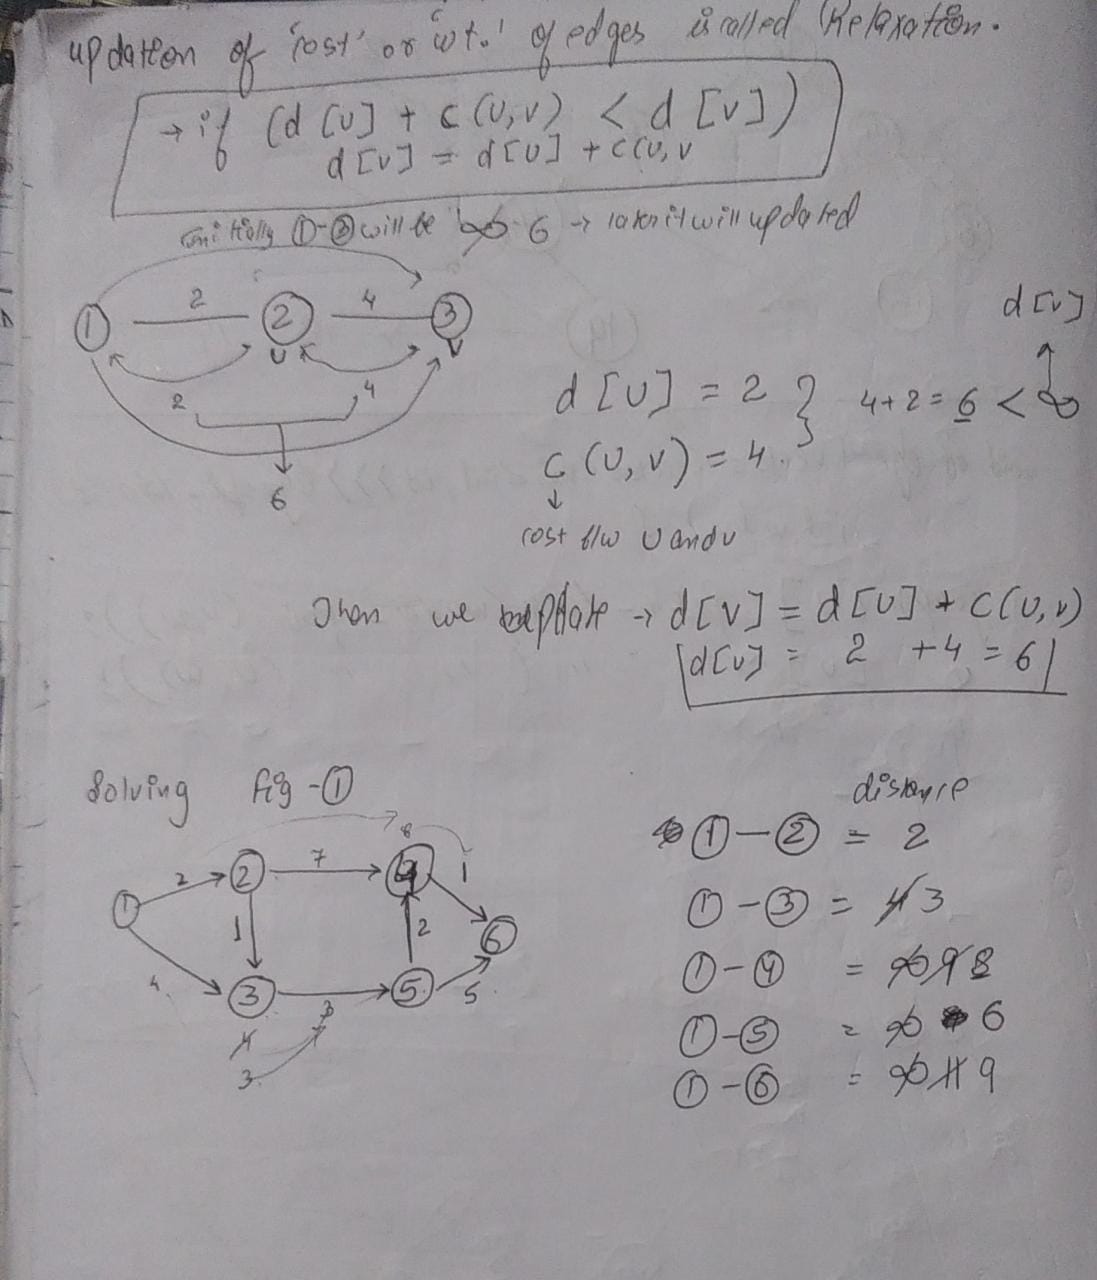 updation of 'cost' or 'wt.' of edges is called Relaxation.
→ if (d[u] + c(u,v) < d[v])
d[v] = d[u] + c(u,v
initially ①-③ will be ∞ 6 → later it will updated
2 4
1 2 3
u v
2 4
6
d[v]
d[u] = 2 } 4+2 = 6 < ∞
c(u,v) = 4.
cost b/w u and v
Then we update → d[v] = d[u] + c(u,v)
d[v] = 2 + 4 = 6
Solving fig-①
distance
①-② = 2
①-③ = 4 3
①-④ = ∞ 9 8
①-⑤ = ∞ 6
①-⑥ = ∞ 11 9
8
2 7 1
1 2 4
1 2 6
4 3 3 5 5
4
3